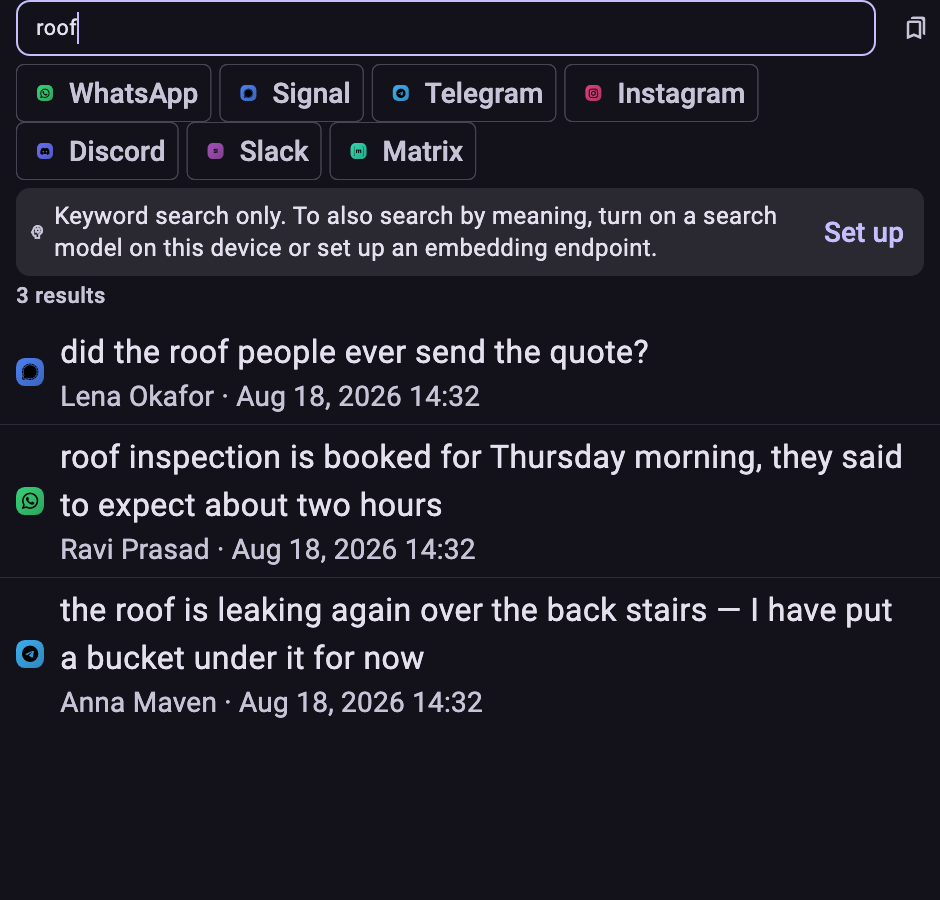 roof
WhatsApp Signal Telegram Instagram
Discord Slack Matrix
Keyword search only. To also search by meaning, turn on a search
model on this device or set up an embedding endpoint.
Set up
3 results
did the roof people ever send the quote?
Lena Okafor · Aug 18, 2026 14:32
roof inspection is booked for Thursday morning, they said
to expect about two hours
Ravi Prasad · Aug 18, 2026 14:32
the roof is leaking again over the back stairs — I have put
a bucket under it for now
Anna Maven · Aug 18, 2026 14:32